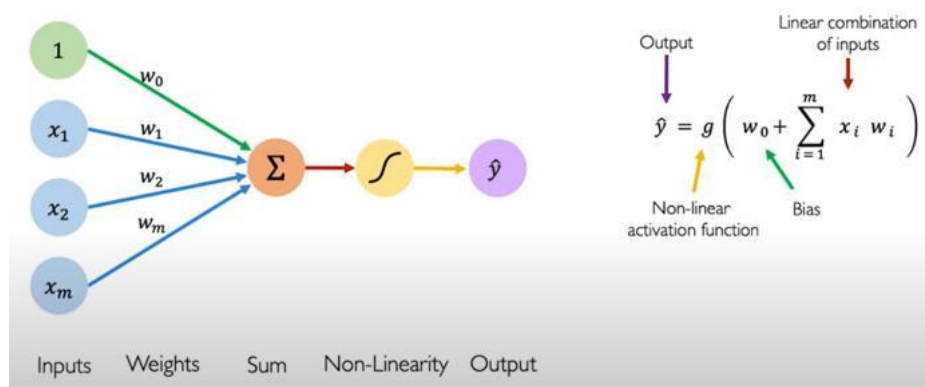 1
w₀
x₁
w₁
x₂
w₂
xₘ
wₘ
Σ
∫
ŷ
Inputs
Weights
Sum
Non-Linearity
Output
Output
Linear combination
of inputs
ŷ = g ( w₀ + ∑ᵢ₌₁ᵐ xᵢ wᵢ )
Non-linear
activation function
Bias